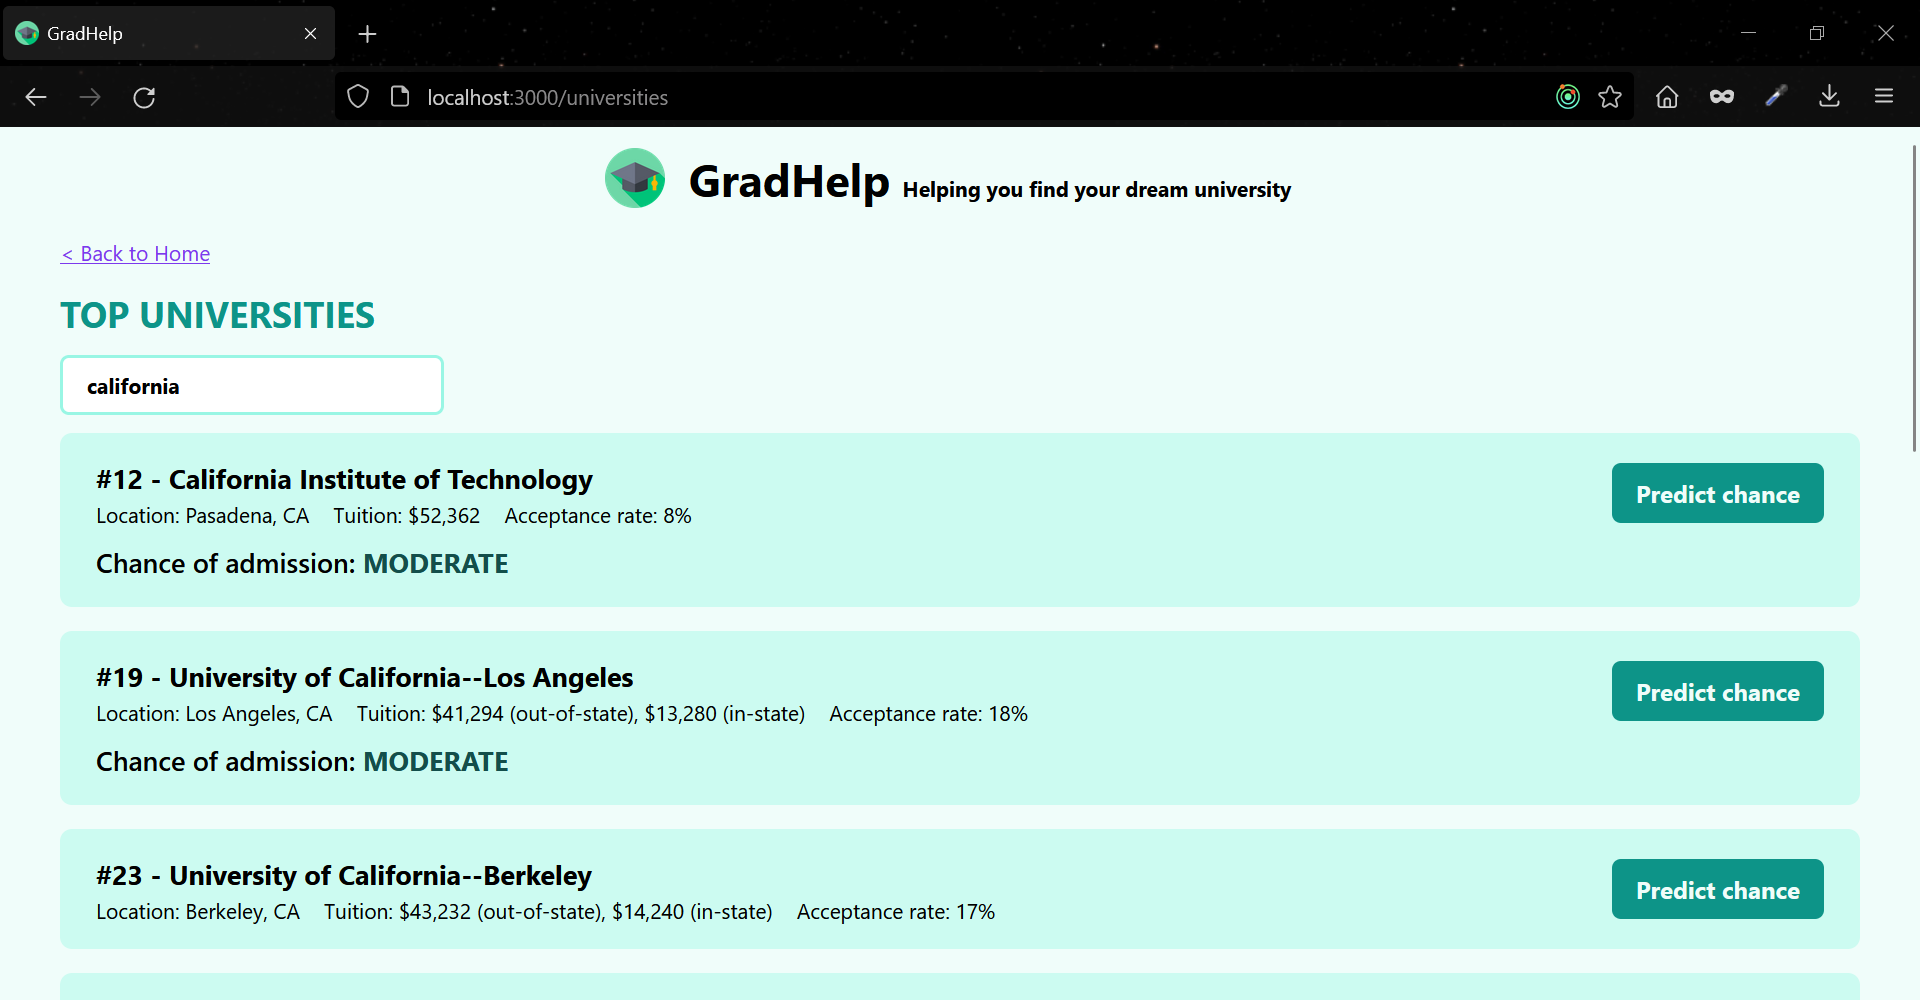 GradHelp
localhost:3000/universities
GradHelp Helping you find your dream university
< Back to Home
TOP UNIVERSITIES
california
#12 - California Institute of Technology
Location: Pasadena, CA Tuition: $52,362 Acceptance rate: 8%
Predict chance
Chance of admission: MODERATE
#19 - University of California--Los Angeles
Location: Los Angeles, CA Tuition: $41,294 (out-of-state), $13,280 (in-state) Acceptance rate: 18%
Predict chance
Chance of admission: MODERATE
#23 - University of California--Berkeley
Location: Berkeley, CA Tuition: $43,232 (out-of-state), $14,240 (in-state) Acceptance rate: 17%
Predict chance